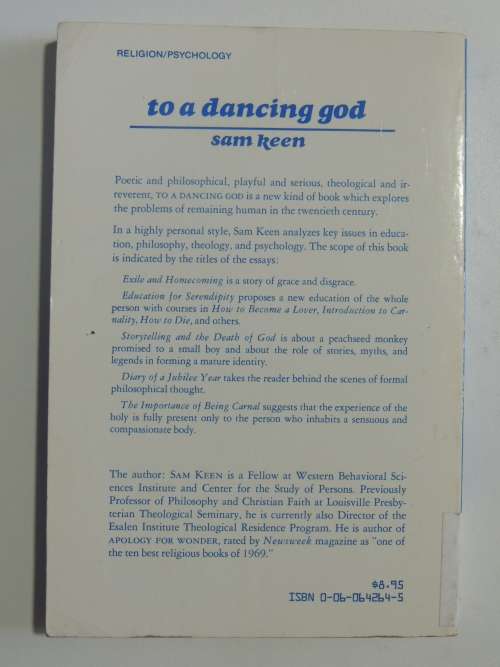 RELIGION/PSYCHOLOGY
to a dancing god
sam keen
Poetic and philosophical, playful and serious, theological and ir-
reverent, TO A DANCING GOD is a new kind of book which explores
the problems of remaining human in the twentieth century.
In a highly personal style, Sam Keen analyzes key issues in educa-
tion, philosophy, theology, and psychology. The scope of this book
is indicated by the titles of the essays:
Exile and Homecoming is a story of grace and disgrace.
Education for Serendipity proposes a new education of the whole
person with courses in How to Become a Lover, Introduction to Car-
nality, How to Die, and others.
Storytelling and the Death of God is about a peachseed monkey
promised to a small boy and about the role of stories, myths, and
legends in forming a mature identity.
Diary of a Jubilee Year takes the reader behind the scenes of formal
philosophical thought.
The Importance of Being Carnal suggests that the experience of the
holy is fully present only to the person who inhabits a sensuous and
compassionate body.
The author: SAM KEEN is a Fellow at Western Behavioral Sci-
ences Institute and Center for the Study of Persons. Previously
Professor of Philosophy and Christian Faith at Louisville Presby-
terian Theological Seminary, he is currently also Director of the
Esalen Institute Theological Residence Program. He is author of
APOLOGY FOR WONDER, rated by Newsweek magazine as "one of
the ten best religious books of 1969."
$8.95
ISBN 0-06-064264-5